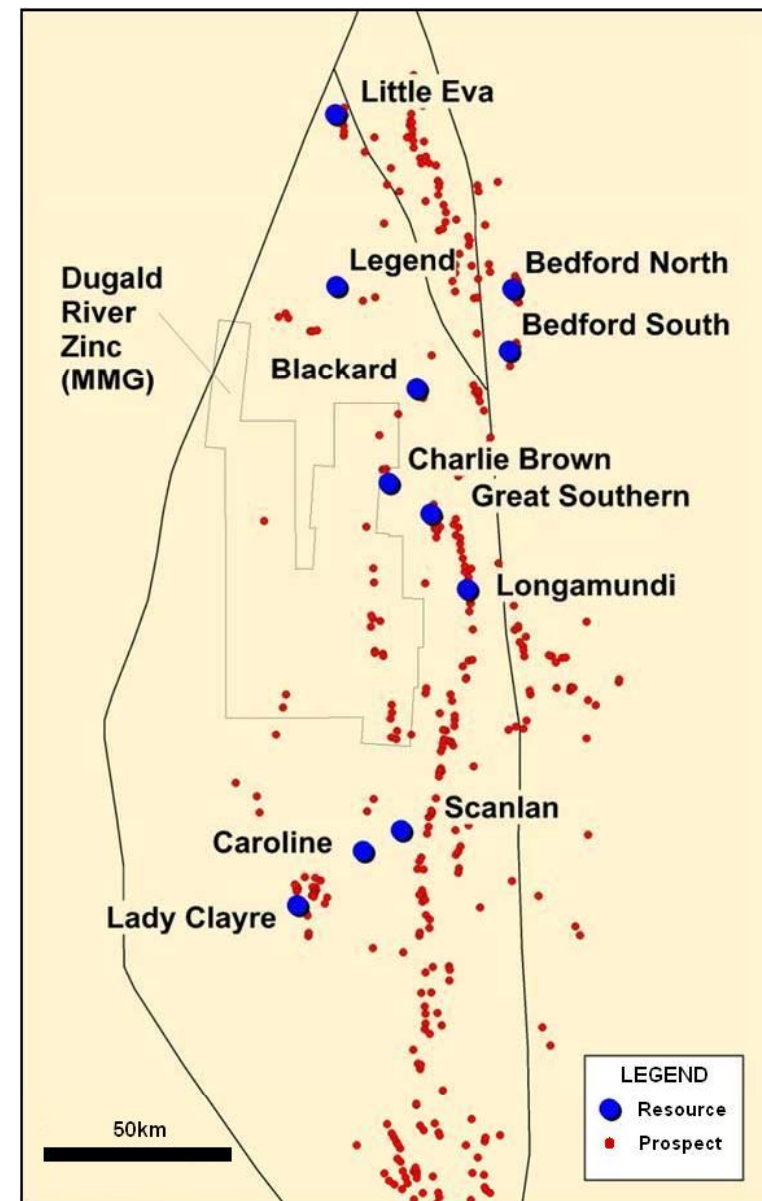 Little Eva
Legend
Bedford North
Dugald
River
Zinc
(MMG)
Bedford South
Blackard
Charlie Brown
Great Southern
Longamundi
Scanlan
Caroline
Lady Clayre
LEGEND
Resource
Prospect
50km